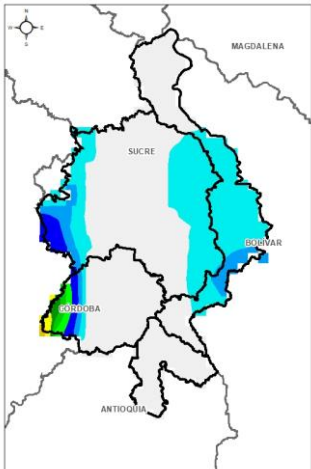 N
W E
S
MAGDALENA
SUCRE
BOLIVAR
CORDOBA
ANTIOQUIA